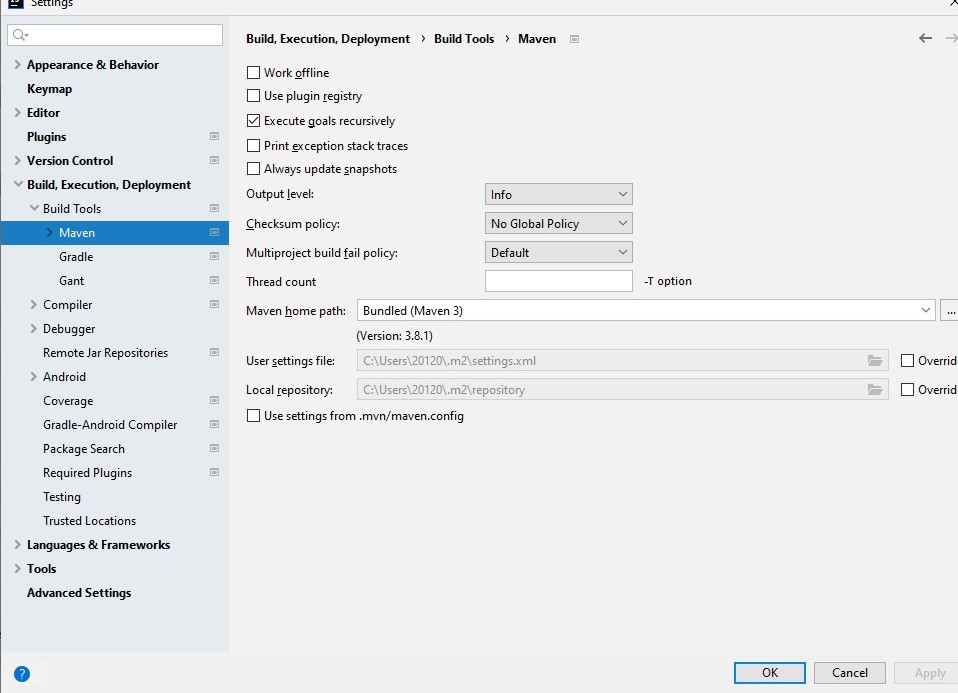 Settings
Appearance & Behavior
Keymap
Editor
Plugins
Version Control
Build, Execution, Deployment
Build Tools
Maven
Gradle
Gant
Compiler
Debugger
Remote Jar Repositories
Android
Coverage
Gradle-Android Compiler
Package Search
Required Plugins
Testing
Trusted Locations
Languages & Frameworks
Tools
Advanced Settings
?
Build, Execution, Deployment › Build Tools › Maven
Work offline
Use plugin registry
Execute goals recursively
Print exception stack traces
Always update snapshots
Output level: Info
Checksum policy: No Global Policy
Multiproject build fail policy: Default
Thread count -T option
Maven home path: Bundled (Maven 3) ...
(Version: 3.8.1)
User settings file: C:\Users\20120\.m2\settings.xml Overrid
Local repository: C:\Users\20120\.m2\repository Overrid
Use settings from .mvn/maven.config
OK Cancel Apply